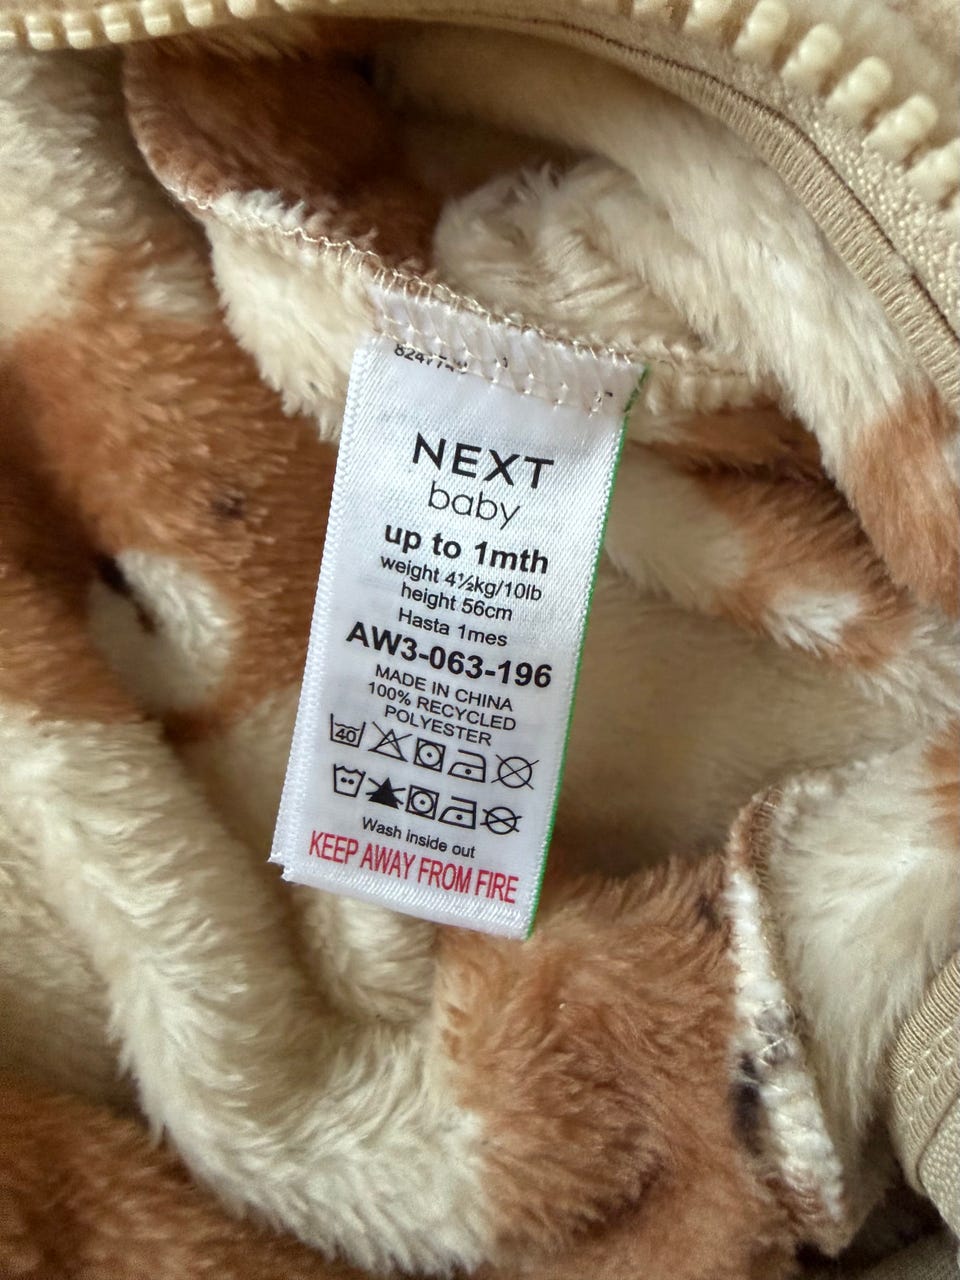 NEXT
baby
up to 1mth
weight 4½kg/10lb
height 56cm
Hasta 1mes
AW3-063-196
MADE IN CHINA
100% RECYCLED
POLYESTER
40
Wash inside out
KEEP AWAY FROM FIRE